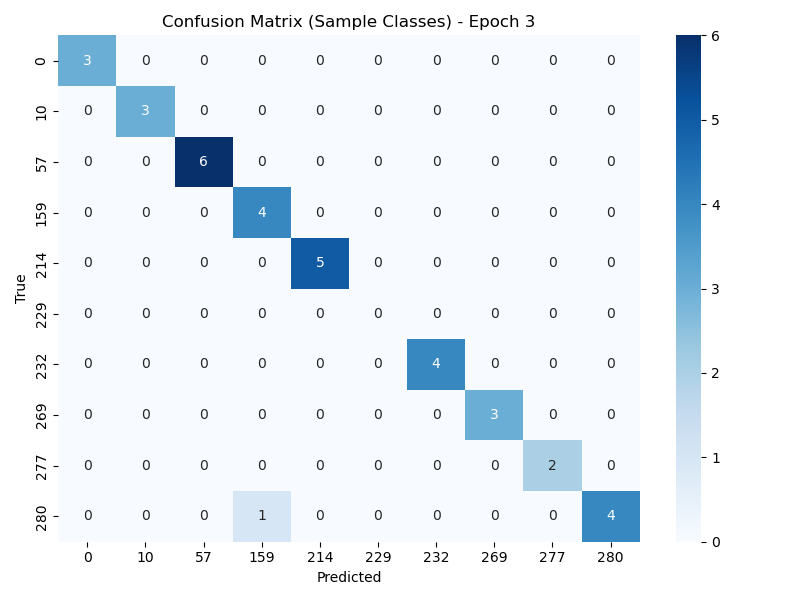 Confusion Matrix (Sample Classes) - Epoch 3
0 3 0 0 0 0 0 0 0 0 0
10 0 3 0 0 0 0 0 0 0 0
57 0 0 6 0 0 0 0 0 0 0
159 0 0 0 4 0 0 0 0 0 0
214 0 0 0 0 5 0 0 0 0 0
229 0 0 0 0 0 0 0 0 0 0
232 0 0 0 0 0 0 4 0 0 0
269 0 0 0 0 0 0 0 3 0 0
277 0 0 0 0 0 0 0 0 2 0
280 0 0 0 1 0 0 0 0 0 4
True
0 10 57 159 214 229 232 269 277 280
Predicted
6
5
4
3
2
1
0